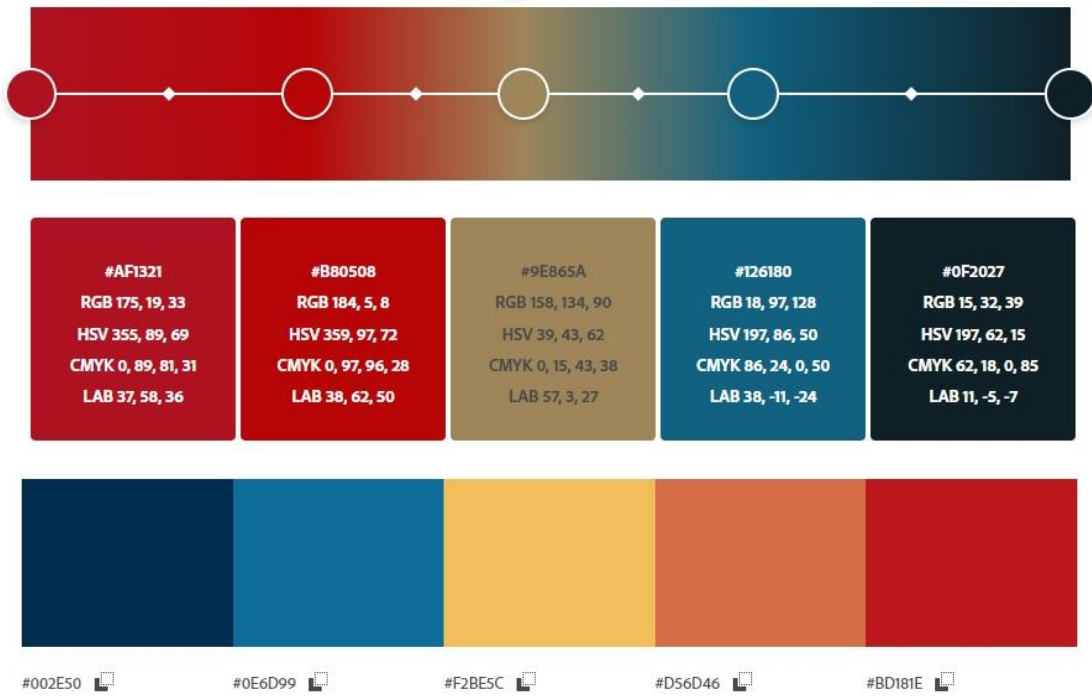 #AF1321
RGB 175, 19, 33
HSV 355, 89, 69
CMYK 0, 89, 81, 31
LAB 37, 58, 36
#B80508
RGB 184, 5, 8
HSV 359, 97, 72
CMYK 0, 97, 96, 28
LAB 38, 62, 50
#9E865A
RGB 158, 134, 90
HSV 39, 43, 62
CMYK 0, 15, 43, 38
LAB 57, 3, 27
#126180
RGB 18, 97, 128
HSV 197, 86, 50
CMYK 86, 24, 0, 50
LAB 38, -11, -24
#0F2027
RGB 15, 32, 39
HSV 197, 62, 15
CMYK 62, 18, 0, 85
LAB 11, -5, -7
#002E50
#0E6D99
#F2BE5C
#D56D46
#BD181E